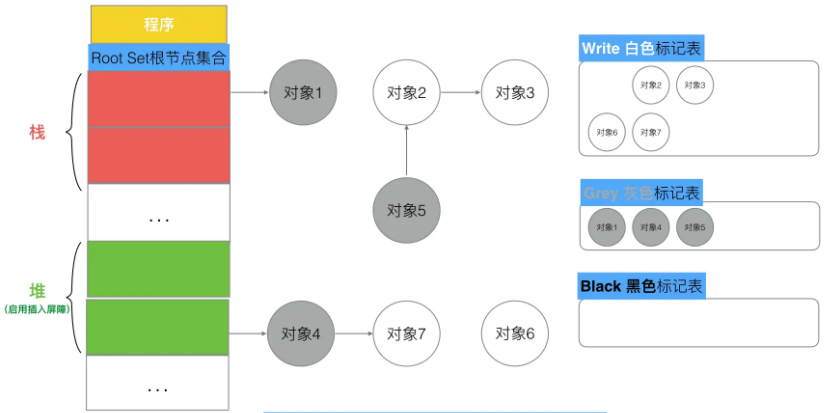 程序
Root Set根节点集合
栈
...
堆
(启用插入屏障)
...
对象1
对象2
对象3
对象5
对象4
对象7
对象6
Write 白色标记表
对象2
对象3
对象6
对象7
Grey 灰色标记表
对象1
对象4
对象5
Black 黑色标记表